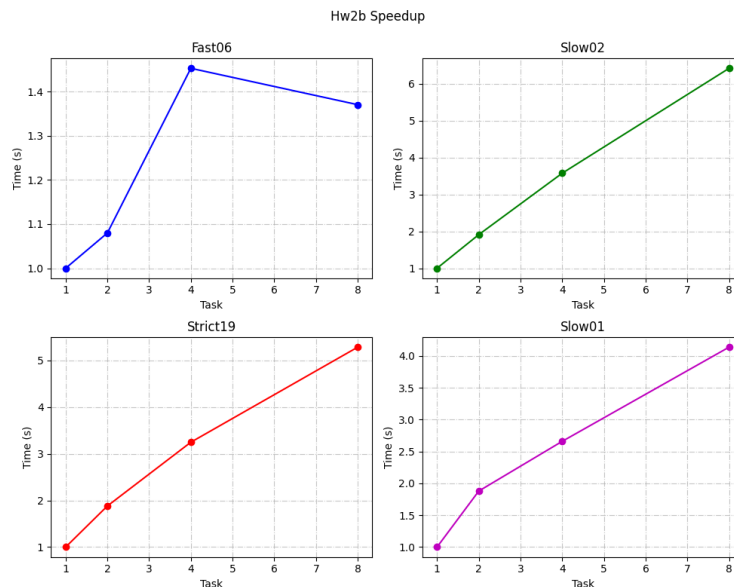 Hw2b Speedup
Fast06
1.4
1.3
1.2
1.1
1.0
Time (s)
1 2 3 4 5 6 7 8
Task
Slow02
6
5
4
3
2
1
Time (s)
1 2 3 4 5 6 7 8
Task
Strict19
5
4
3
2
1
Time (s)
1 2 3 4 5 6 7 8
Task
Slow01
4.0
3.5
3.0
2.5
2.0
1.5
1.0
Time (s)
1 2 3 4 5 6 7 8
Task